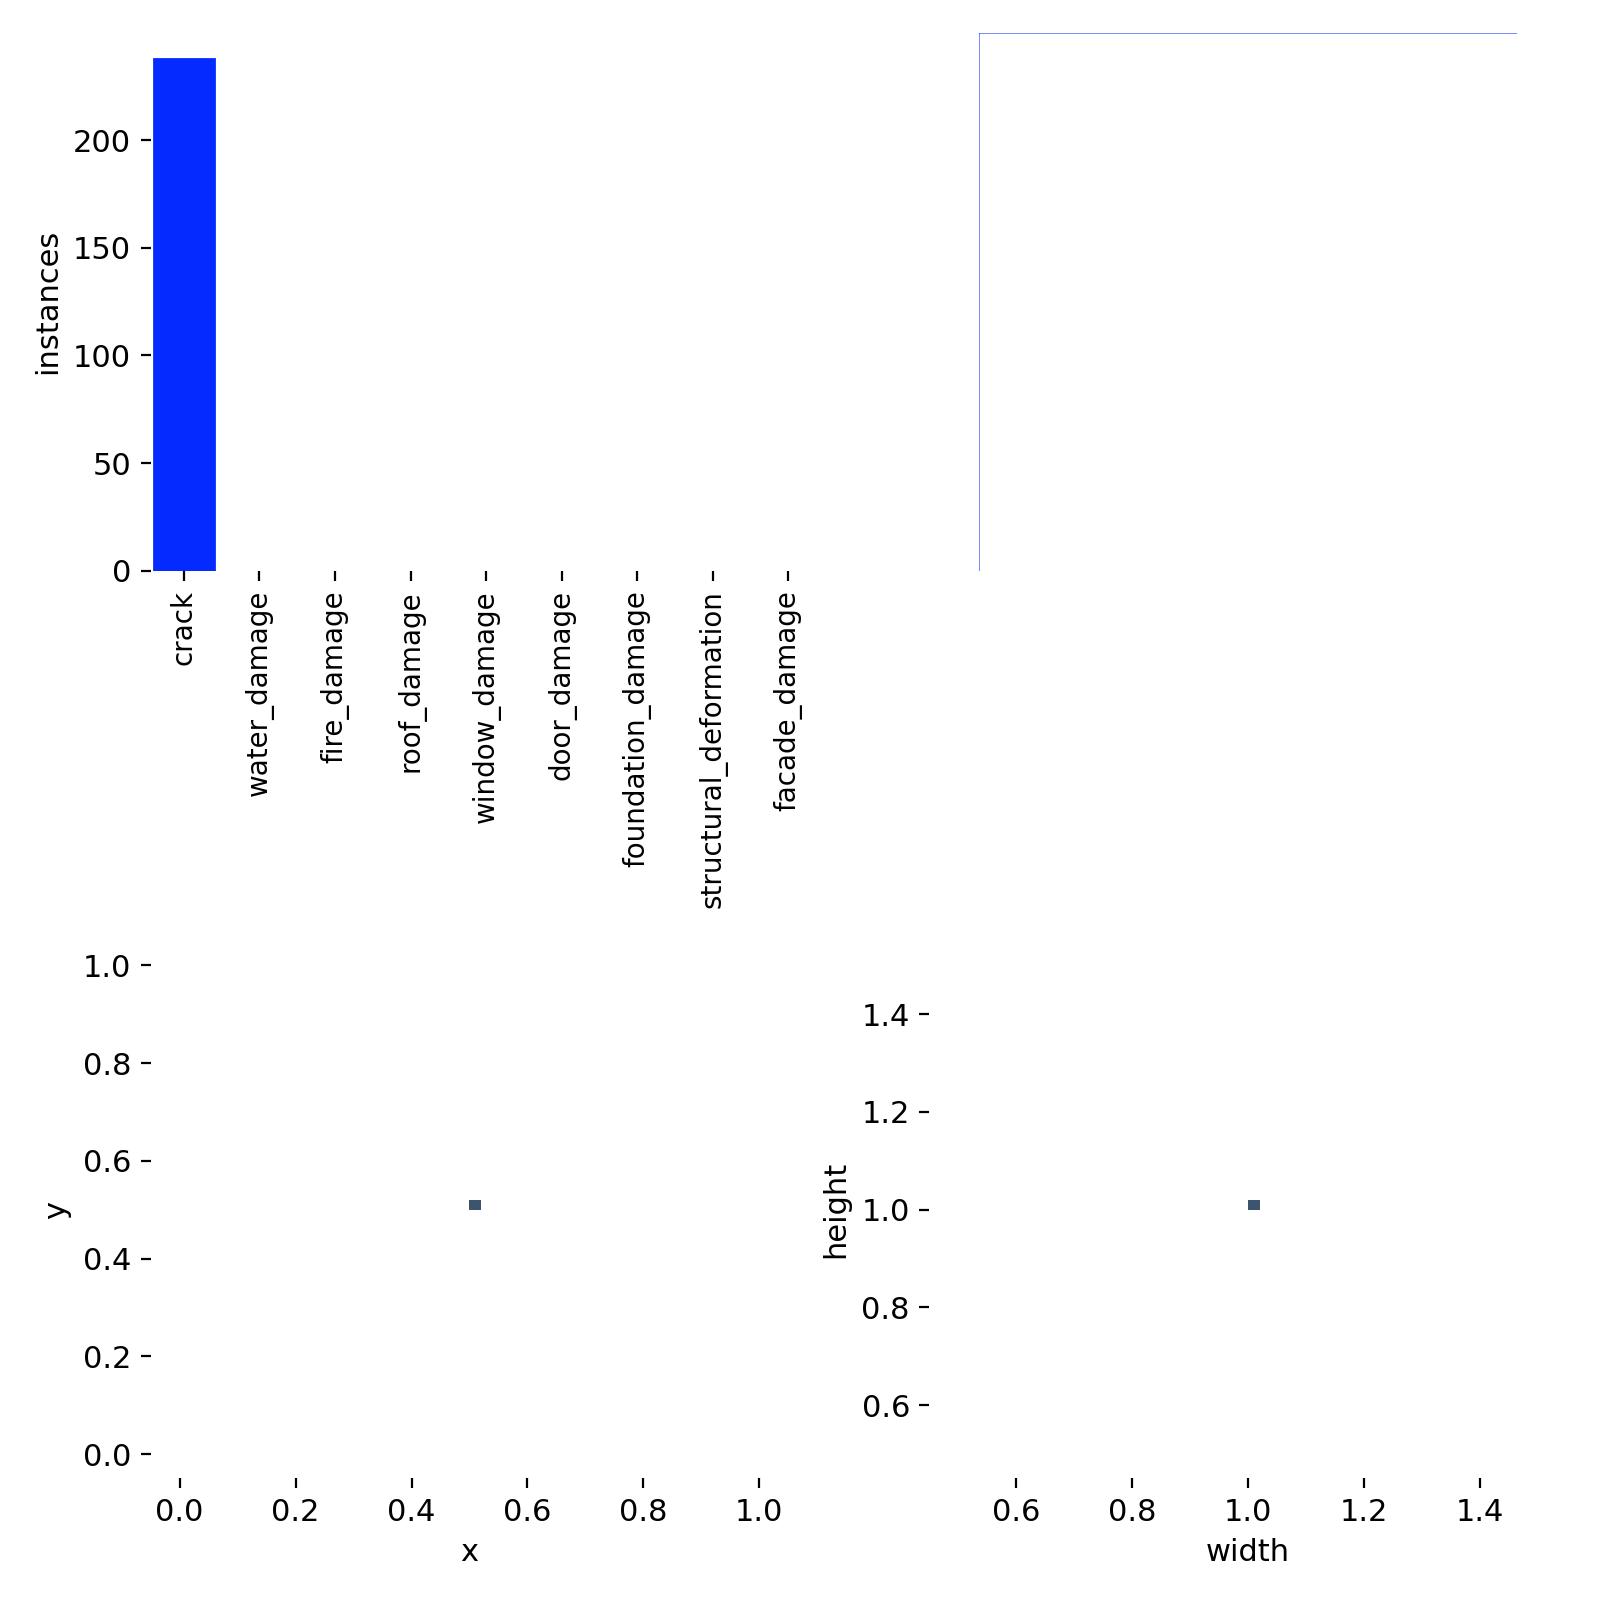 instances
200
150
100
50
0
crack
water_damage
fire_damage
roof_damage
window_damage
door_damage
foundation_damage
structural_deformation
facade_damage
y
1.0
0.8
0.6
0.4
0.2
0.0
0.0 0.2 0.4 0.6 0.8 1.0
x
height
1.4
1.2
1.0
0.8
0.6
0.6 0.8 1.0 1.2 1.4
width